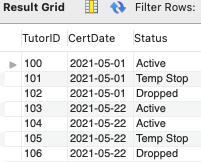 Result Grid Filter Rows:
TutorID CertDate Status
100 2021-05-01 Active
101 2021-05-01 Temp Stop
102 2021-05-01 Dropped
103 2021-05-22 Active
104 2021-05-22 Active
105 2021-05-22 Temp Stop
106 2021-05-22 Dropped